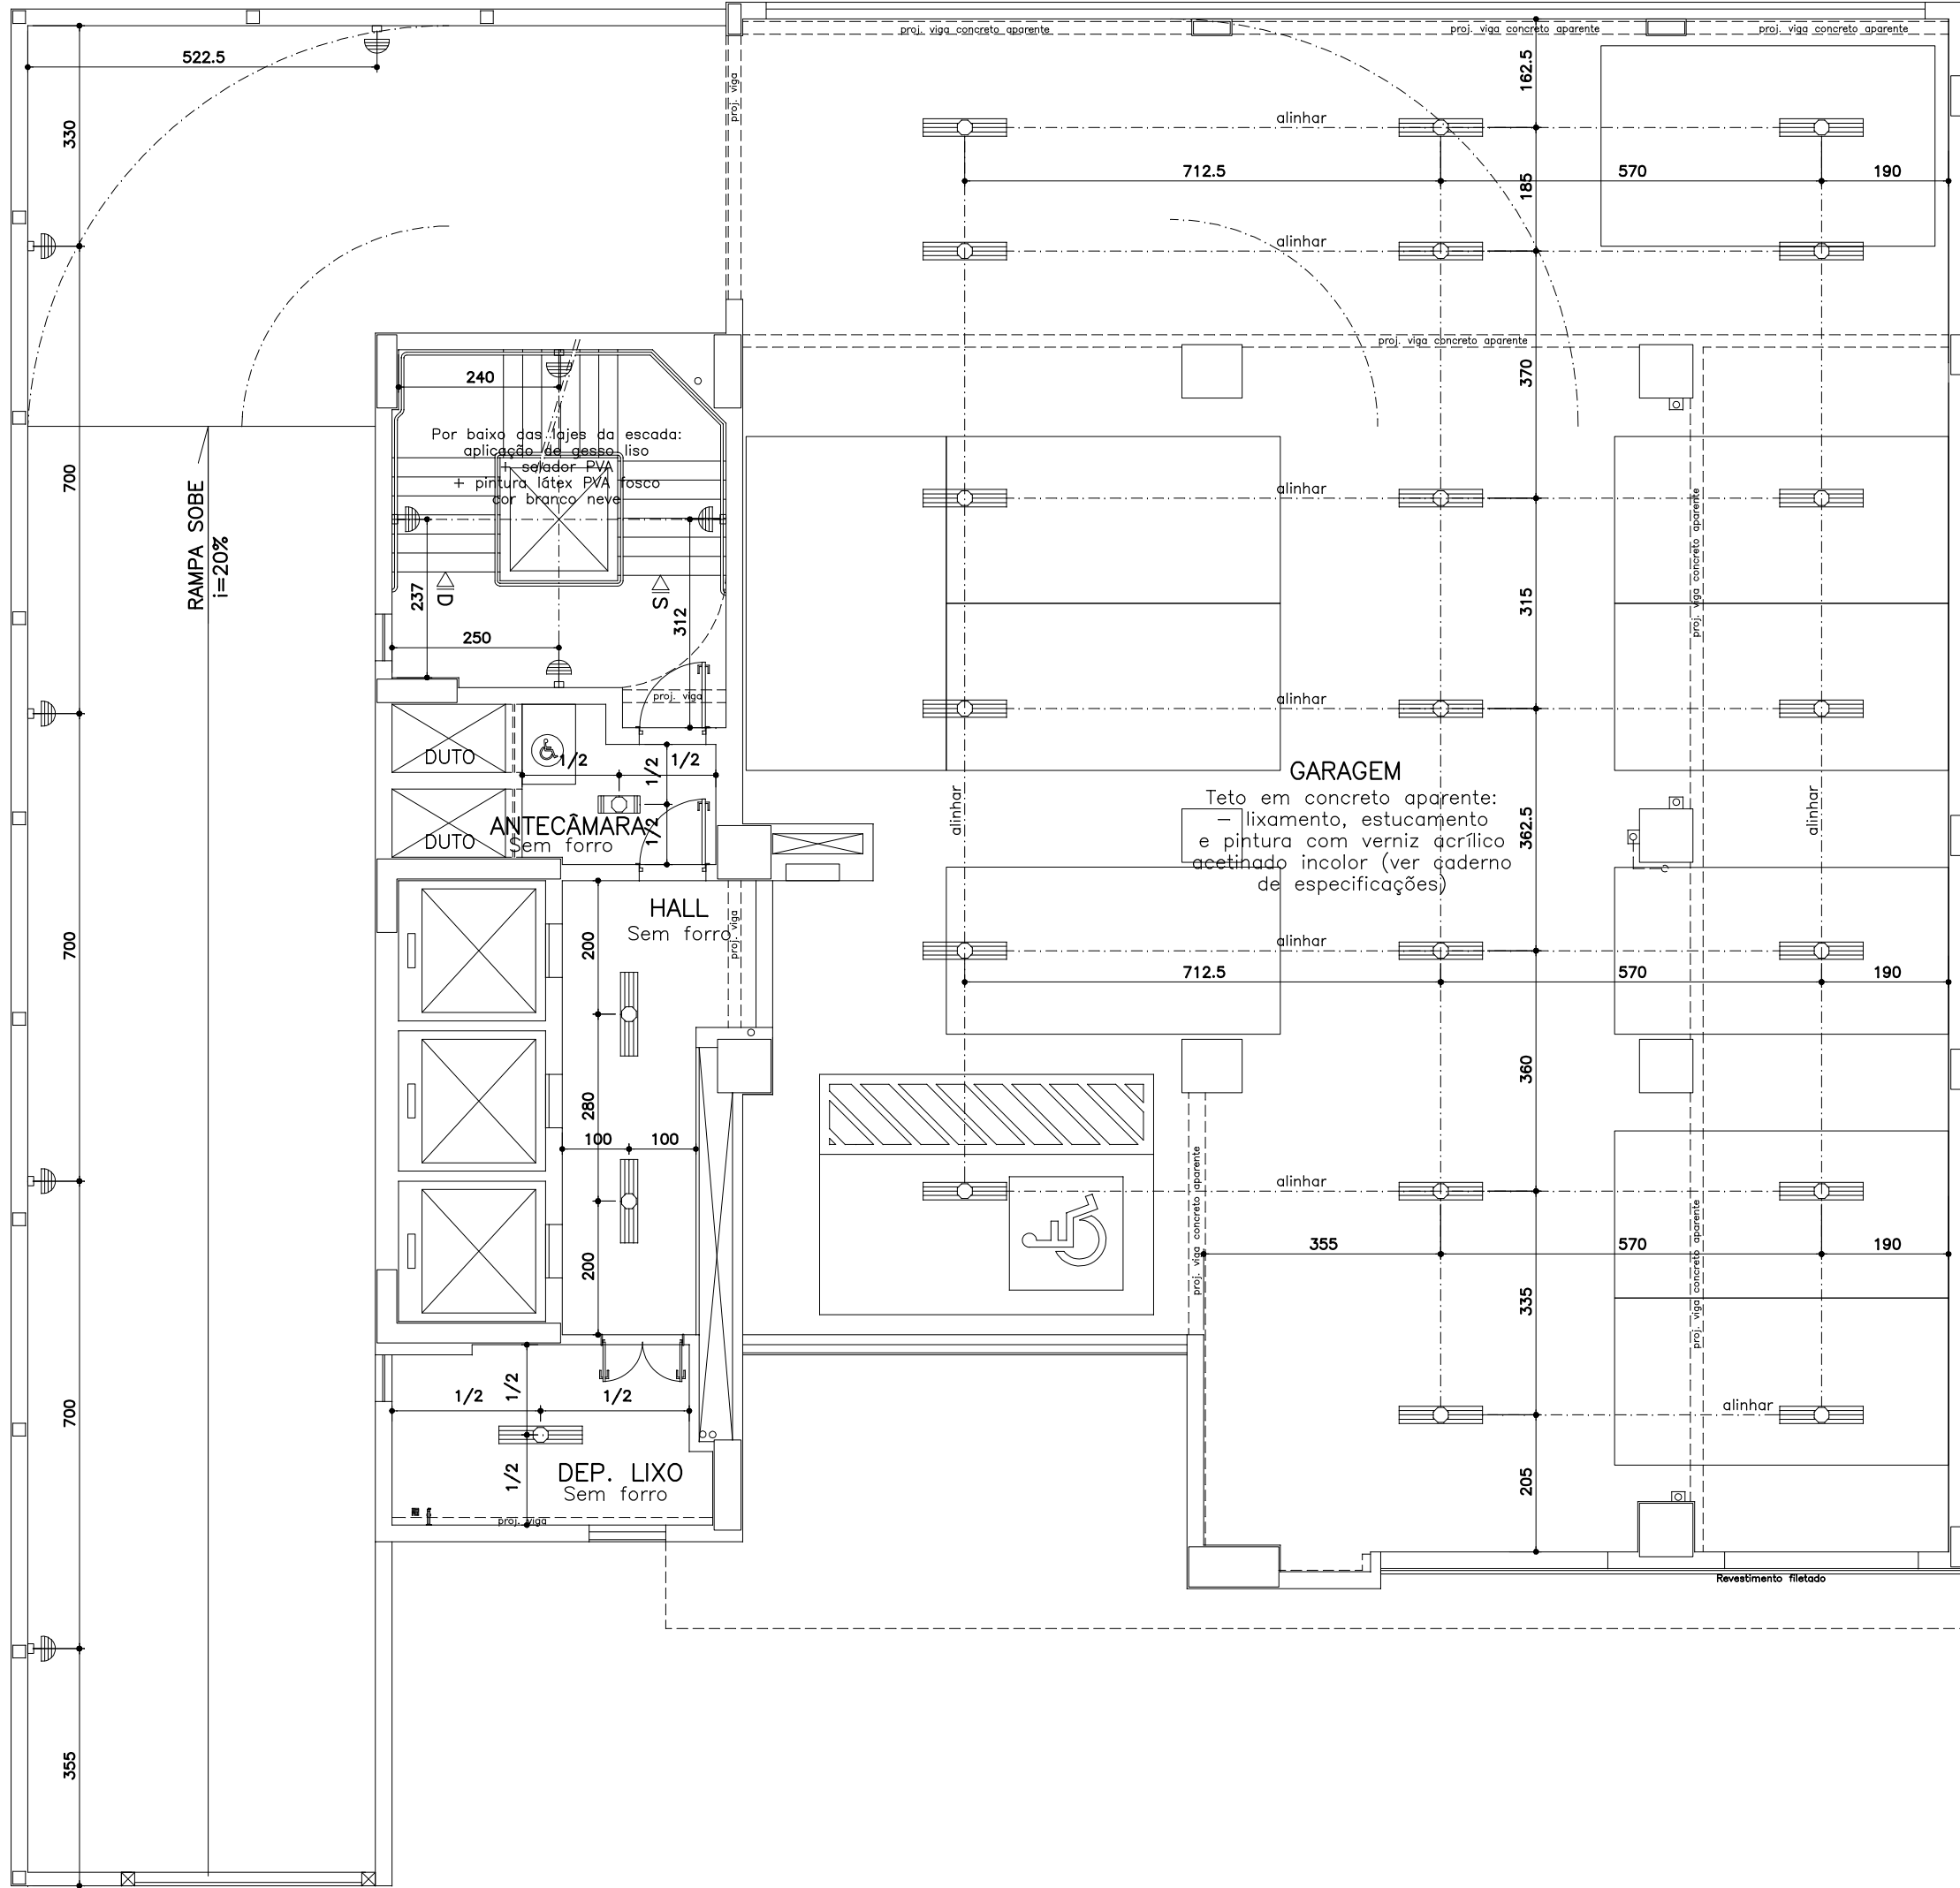 proj. viga concreto aparente
proj. viga concreto aparente
proj. viga concreto aparente
522.5
162.5
proj. viga
330
alinhar
712.5
185
570
190
alinhar
proj. viga concreto aparente
240
370
Por baixo das lajes da escada:
aplicação de gesso liso
+ selador PVA
+ pintura látex PVA fosco
cor branco neve
700
alinhar
RAMPA SOBE
i=20%
proj. viga concreto aparente
237
D
S
312
315
250
proj. viga
alinhar
DUTO
1/2
1/2
1/2
GARAGEM
Teto em concreto aparente:
- lixamento, estucamento
e pintura com verniz acrílico
acetinado incolor (ver caderno
de especificações)
alinhar
alinhar
362.5
DUTO
ANTECÂMARA
Sem forro
1/2
HALL
Sem forro
proj. viga
700
200
alinhar
712.5
570
190
280
360
100
100
proj. viga concreto aparente
alinhar
proj. viga concreto aparente
355
570
190
200
335
700
1/2
1/2
1/2
alinhar
1/2
DEP. LIXO
Sem forro
205
proj. viga
Revestimento filetado
355